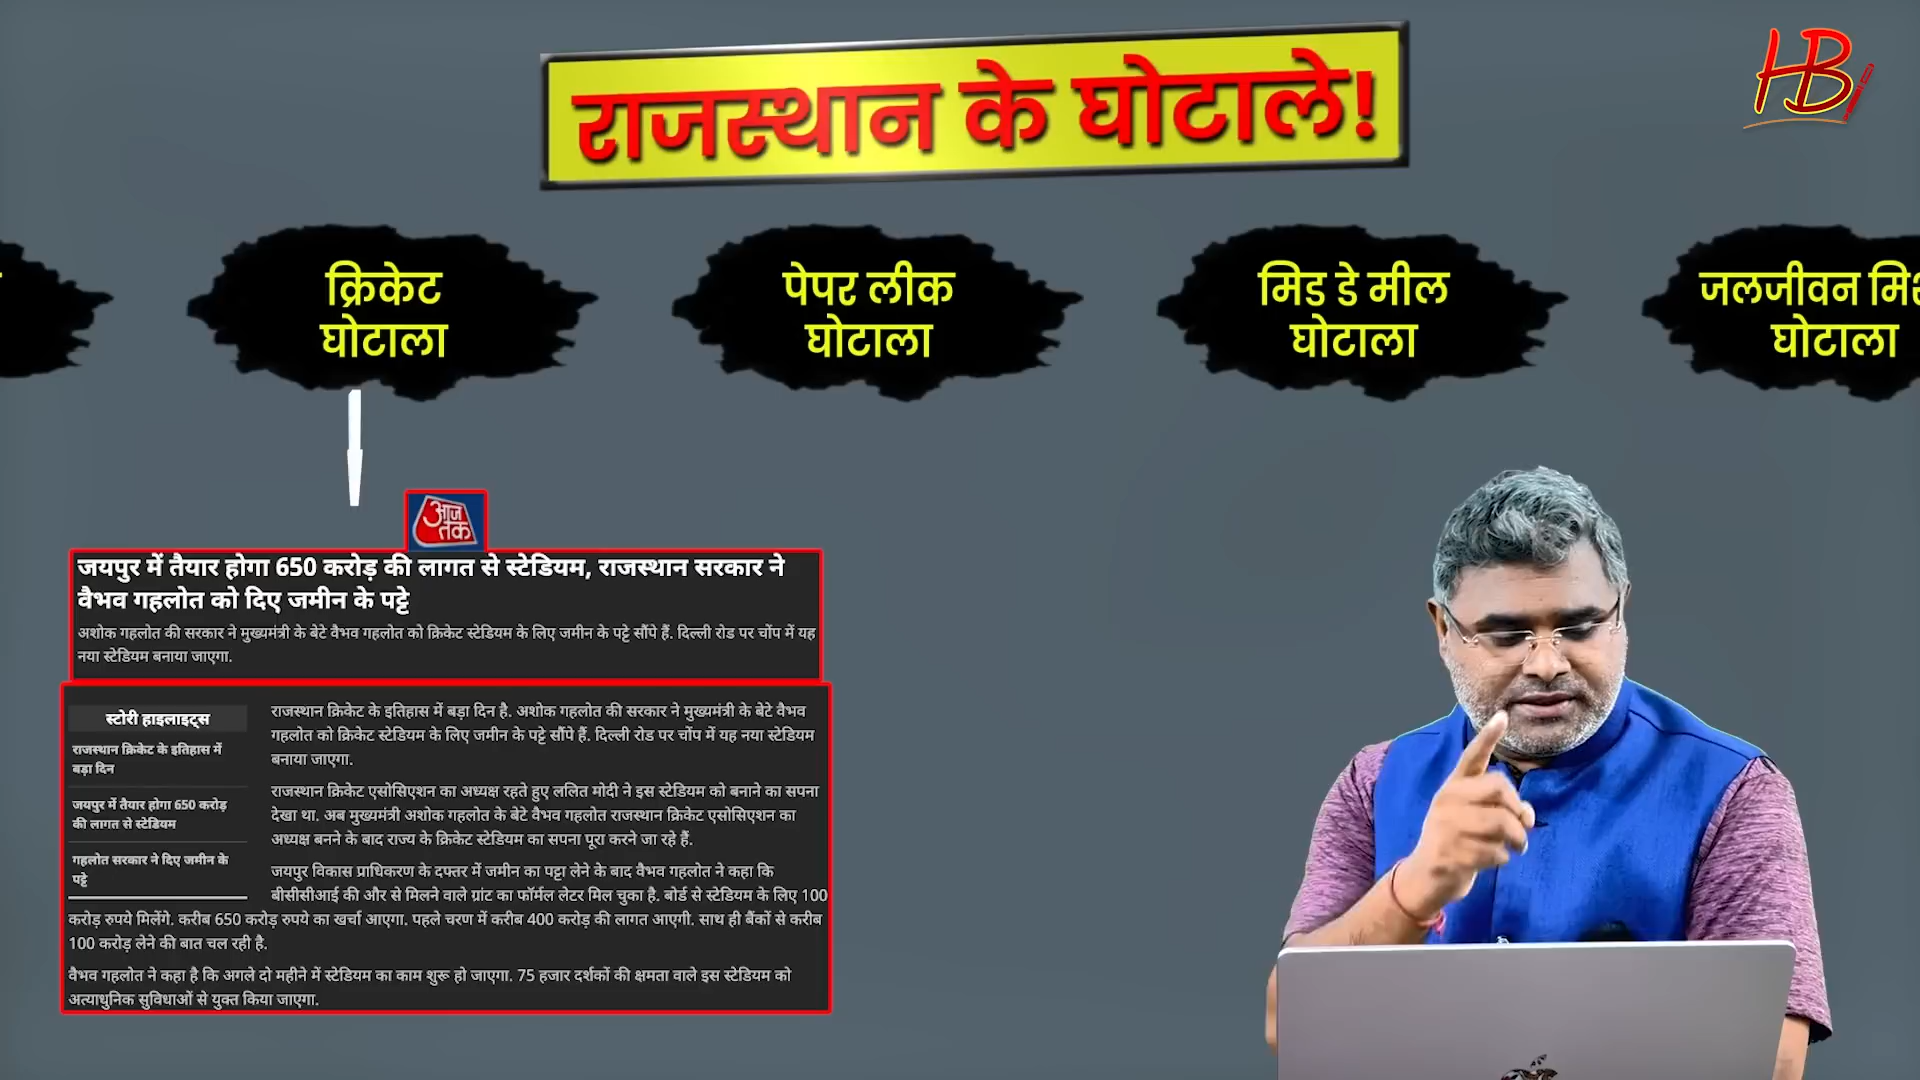 राजस्थान के घोटाले!
HB
क्रिकेट
घोटाला
पेपर लीक
घोटाला
मिड डे मील
घोटाला
जलजीवन
घोटाला
आज
तक
जयपुर में तैयार होगा 650 करोड़ की लागत से स्टेडियम, राजस्थान सरकार ने
वैभव गहलोत को दिए जमीन के पट्टे
अशोक गहलोत की सरकार ने मुख्यमंत्री के बेटे वैभव गहलोत को क्रिकेट स्टेडियम के लिए जमीन के पट्टे सौंपे हैं. दिल्ली रोड पर चोंप में यह
नया स्टेडियम बनाया जाएगा.
स्टोरी हाइलाइट्स
राजस्थान क्रिकेट के इतिहास में
बड़ा दिन
जयपुर में तैयार होगा 650 करोड़
की लागत से स्टेडियम
गहलोत सरकार ने दिए जमीन के
पट्टे
राजस्थान क्रिकेट के इतिहास में बड़ा दिन है. अशोक गहलोत की सरकार ने मुख्यमंत्री के बेटे वैभव
गहलोत को क्रिकेट स्टेडियम के लिए जमीन के पट्टे सौंपे हैं. दिल्ली रोड पर चोंप में यह नया स्टेडियम
बनाया जाएगा.
राजस्थान क्रिकेट एसोसिएशन का अध्यक्ष रहते हुए ललित मोदी ने इस स्टेडियम को बनाने का सपना
देखा था. अब मुख्यमंत्री अशोक गहलोत के बेटे वैभव गहलोत राजस्थान क्रिकेट एसोसिएशन का
अध्यक्ष बनने के बाद राज्य के क्रिकेट स्टेडियम का सपना पूरा करने जा रहे हैं.
जयपुर विकास प्राधिकरण के दफ्तर में जमीन का पट्टा लेने के बाद वैभव गहलोत ने कहा कि
बीसीसीआई की और से मिलने वाले ग्रांट का फॉर्मल लेटर मिल चुका है. बोर्ड से स्टेडियम के लिए 100
करोड़ रुपये मिलेंगे. करीब 650 करोड़ रुपये का खर्चा आएगा. पहले चरण में करीब 400 करोड़ की लागत आएगी. साथ ही बैंकों से करीब
100 करोड़ लेने की बात चल रही है.
वैभव गहलोत ने कहा है कि अगले दो महीने में स्टेडियम का काम शुरू हो जाएगा. 75 हजार दर्शकों की क्षमता वाले इस स्टेडियम को
अत्याधुनिक सुविधाओं से युक्त किया जाएगा.